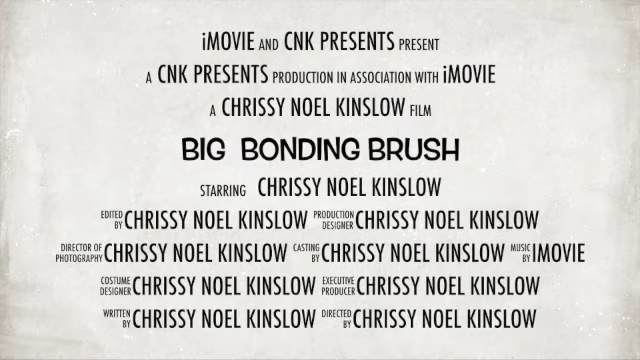 iMOVIE AND CNK PRESENTS PRESENT
A CNK PRESENTS PRODUCTION IN ASSOCIATION WITH iMOVIE
A CHRISSY NOEL KINSLOW FILM
BIG BONDING BRUSH
STARRING CHRISSY NOEL KINSLOW
EDITED BY CHRISSY NOEL KINSLOW PRODUCTION DESIGNER CHRISSY NOEL KINSLOW
DIRECTOR OF PHOTOGRAPHY CHRISSY NOEL KINSLOW CASTING BY CHRISSY NOEL KINSLOW MUSIC BY IMOVIE
COSTUME DESIGNER CHRISSY NOEL KINSLOW EXECUTIVE PRODUCER CHRISSY NOEL KINSLOW
WRITTEN BY CHRISSY NOEL KINSLOW DIRECTED BY CHRISSY NOEL KINSLOW